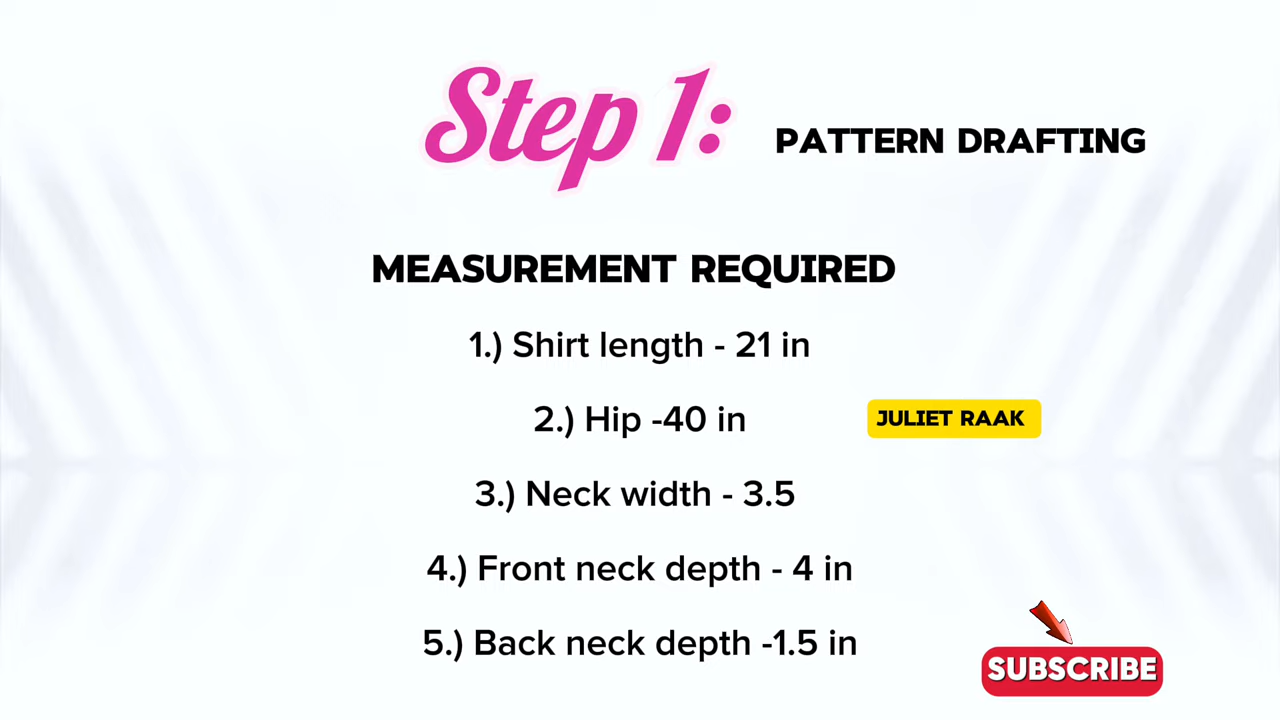 Step 1: PATTERN DRAFTING
MEASUREMENT REQUIRED
1.) Shirt length - 21 in
2.) Hip -40 in
JULIET RAAK
3.) Neck width - 3.5
4.) Front neck depth - 4 in
5.) Back neck depth -1.5 in
SUBSCRIBE